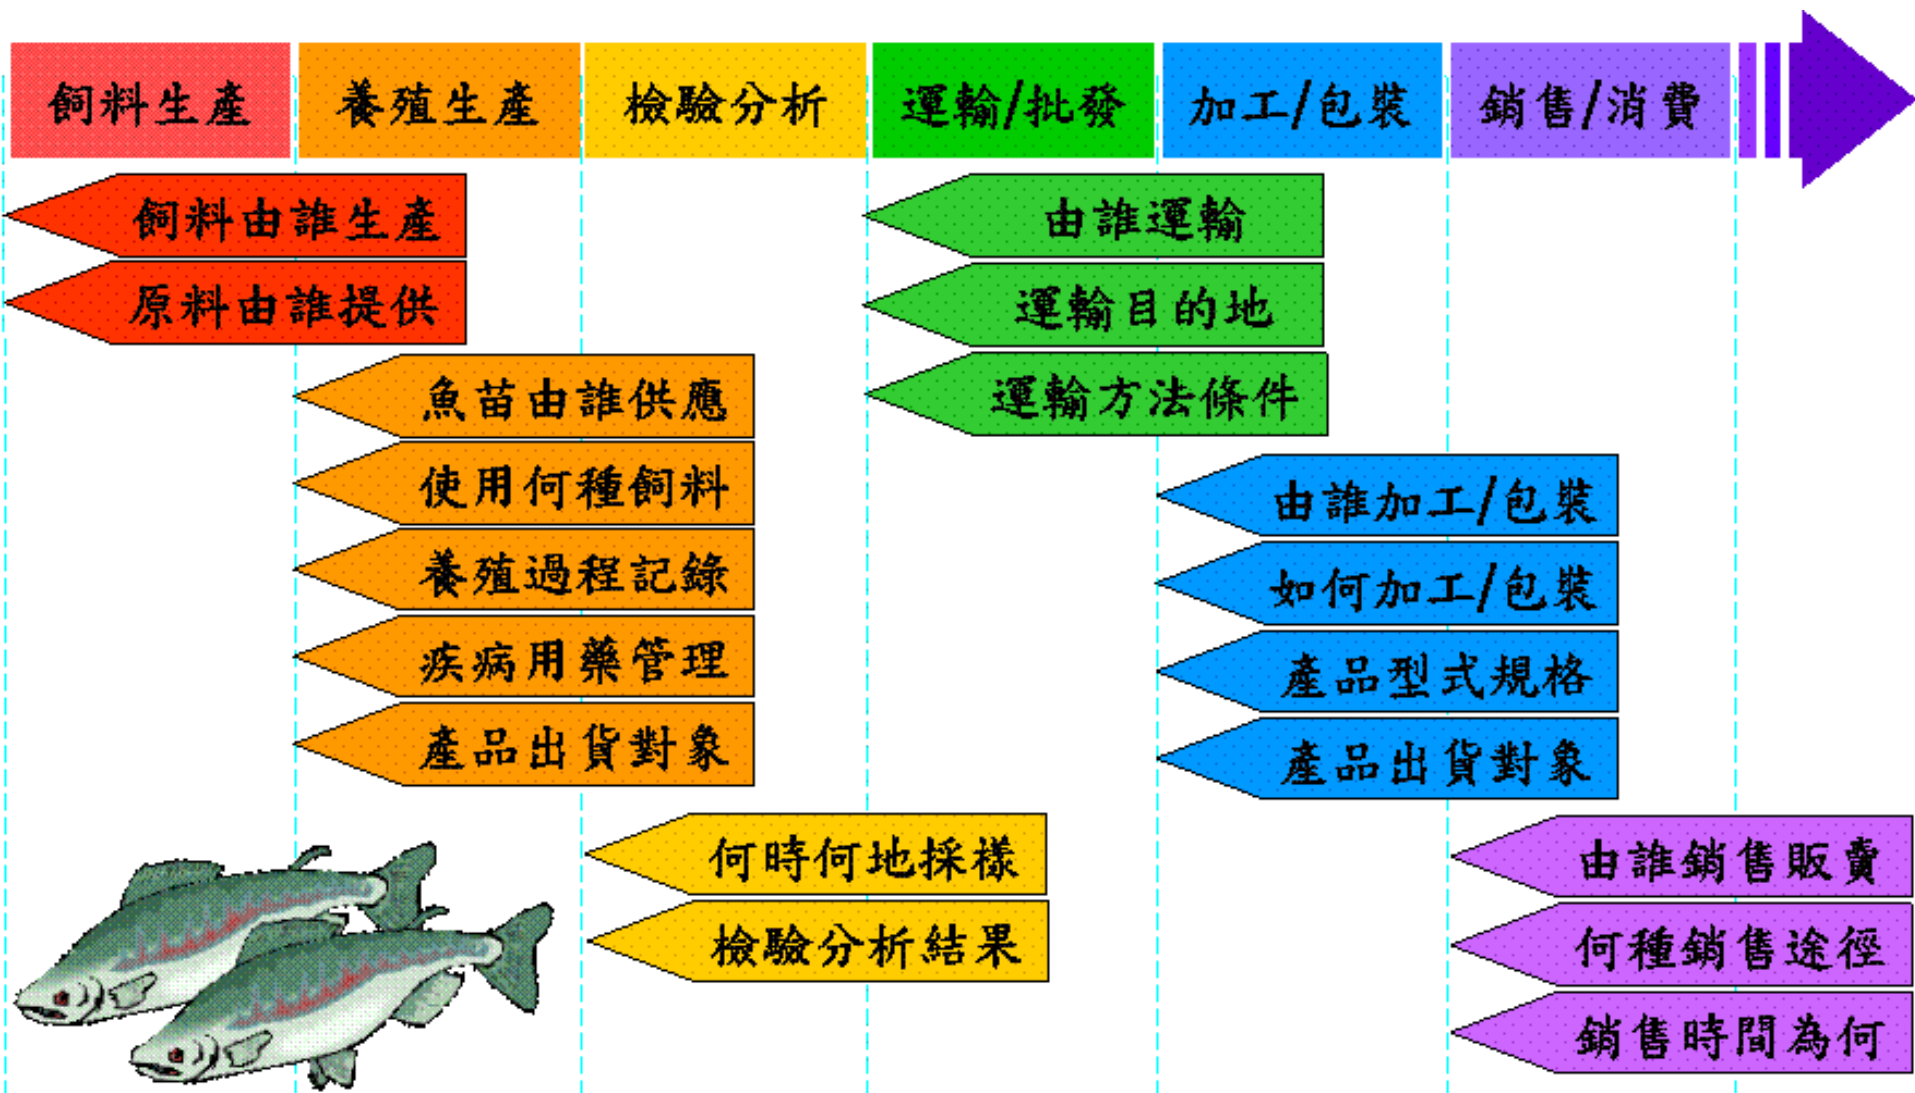 飼料生產
養殖生產
檢驗分析
運輸/批發
加工/包裝
銷售/消費
飼料由誰生產
原料由誰提供
魚苗由誰供應
使用何種飼料
養殖過程記錄
疾病用藥管理
產品出貨對象
何時何地採樣
檢驗分析結果
由誰運輸
運輸目的地
運輸方法條件
由誰加工/包裝
如何加工/包裝
產品型式規格
產品出貨對象
由誰銷售販賣
何種銷售途徑
銷售時間為何